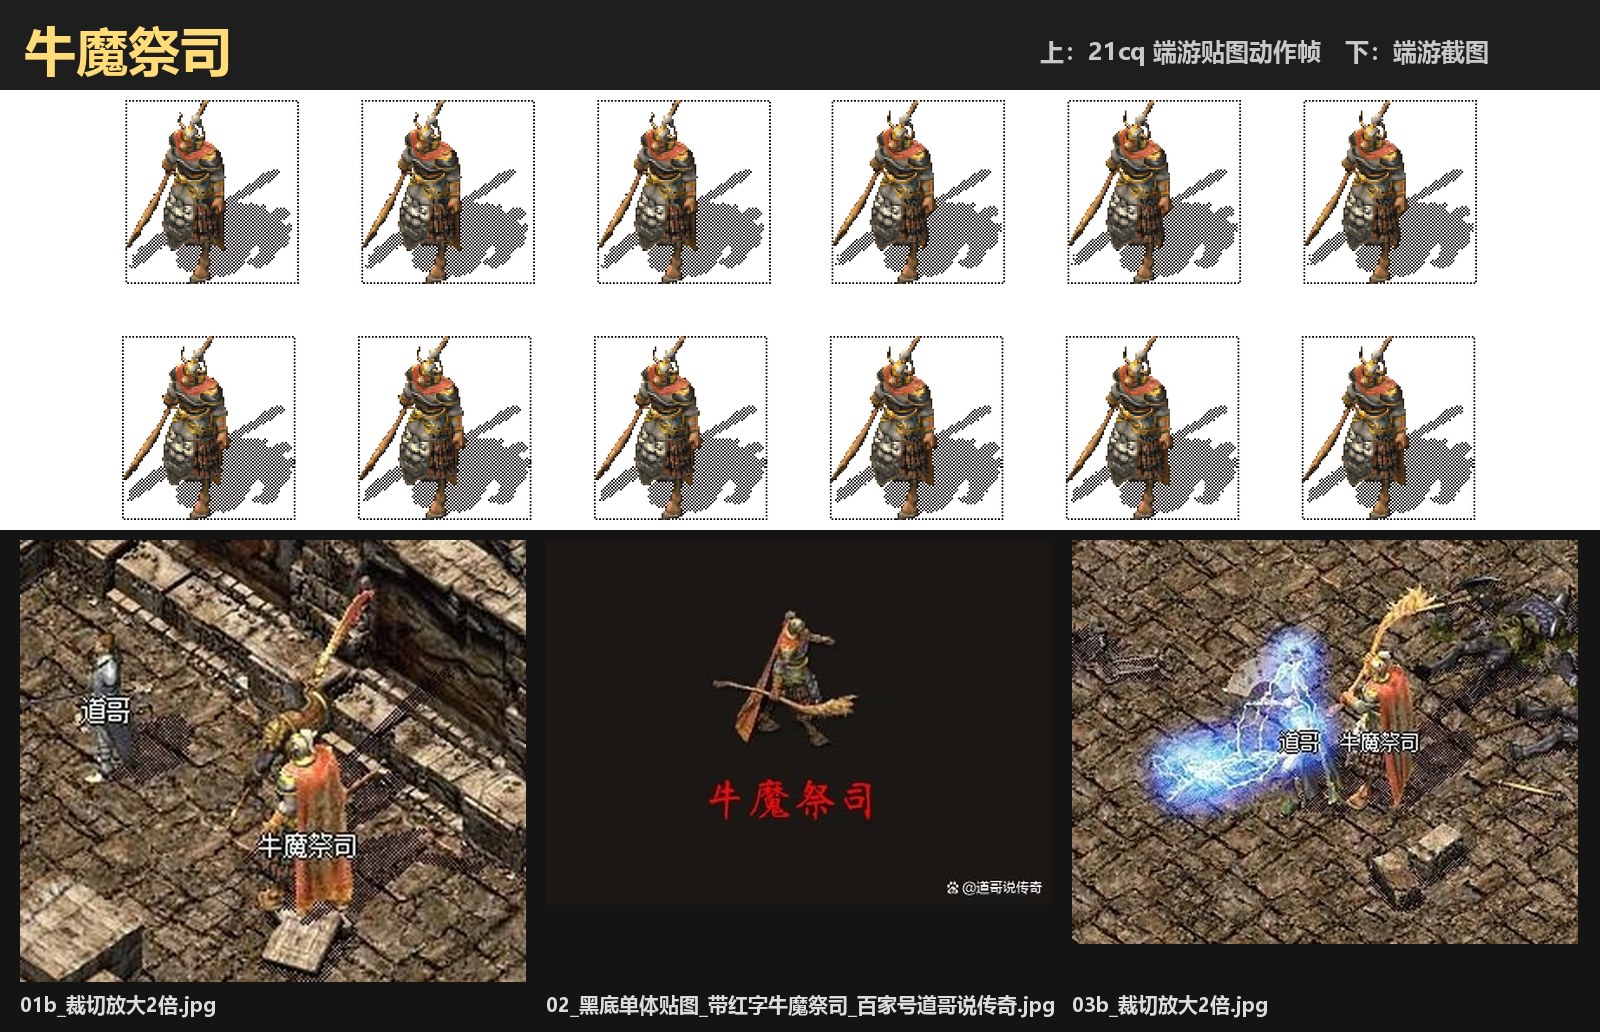 牛魔祭司
上：21cq 端游贴图动作帧 下：端游截图
道哥
牛魔祭司
牛魔祭司
@道哥说传奇
道哥 牛魔祭司
01b_裁切放大2倍.jpg
02_黑底单体贴图_带红字牛魔祭司_百家号道哥说传奇.jpg
03b_裁切放大2倍.jpg